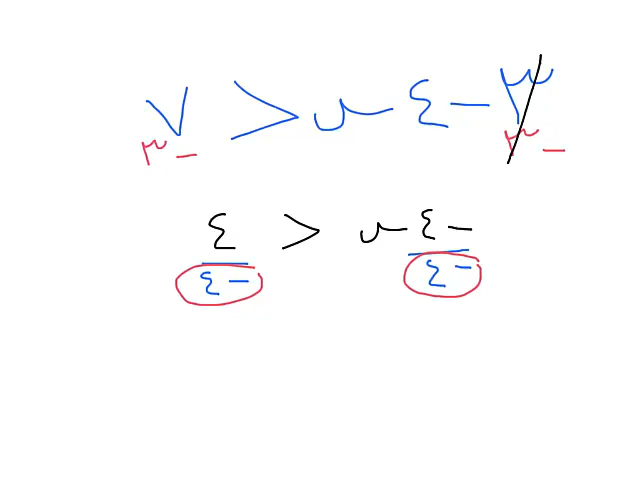 ٣ - ٤ س < ٧
- ٣ - ٣
- ٤ س < ٤
- ٤ - ٤